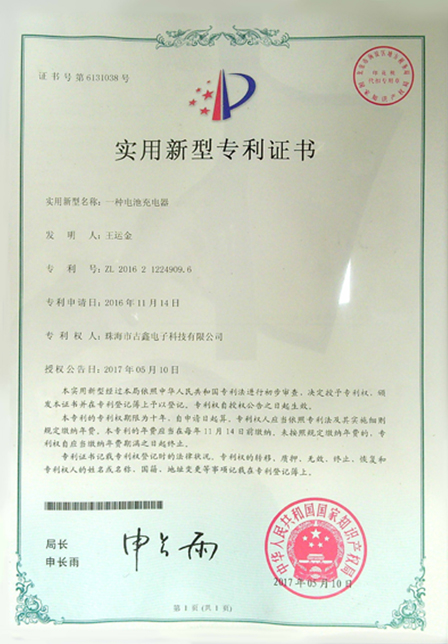 证书号第6131038号
实用新型专利证书
实用新型名称：一种电池充电器
发 明 人：王运金
专 利 号：ZL 2016 2 1224909.6
专利申请日：2016年11月14日
专 利 权 人：珠海市古鑫电子科技有限公司
授权公告日：2017年05月10日
本实用新型经过本局依照中华人民共和国专利法进行初步审查，决定授予专利权，颁
发本证书并在专利登记簿上予以登记。专利权自授权公告之日起生效。
本专利的专利权期限为十年，自申请日起算。专利权人应当依照专利法及其实施细则
规定缴纳年费。本专利的年费应当在每年11月14日前缴纳。未按照规定缴纳年费的，专利
权自应当缴纳年费期满之日起终止。
专利证书记载专利权登记时的法律状况。专利权的转移、质押、无效、终止、恢复和
专利权人的姓名或名称、国籍、地址变更等事项记载在专利登记簿上。
局长
申长雨
申长雨
中华人民共和国国家知识产权局
2017年05月10日
第1页（共1页）